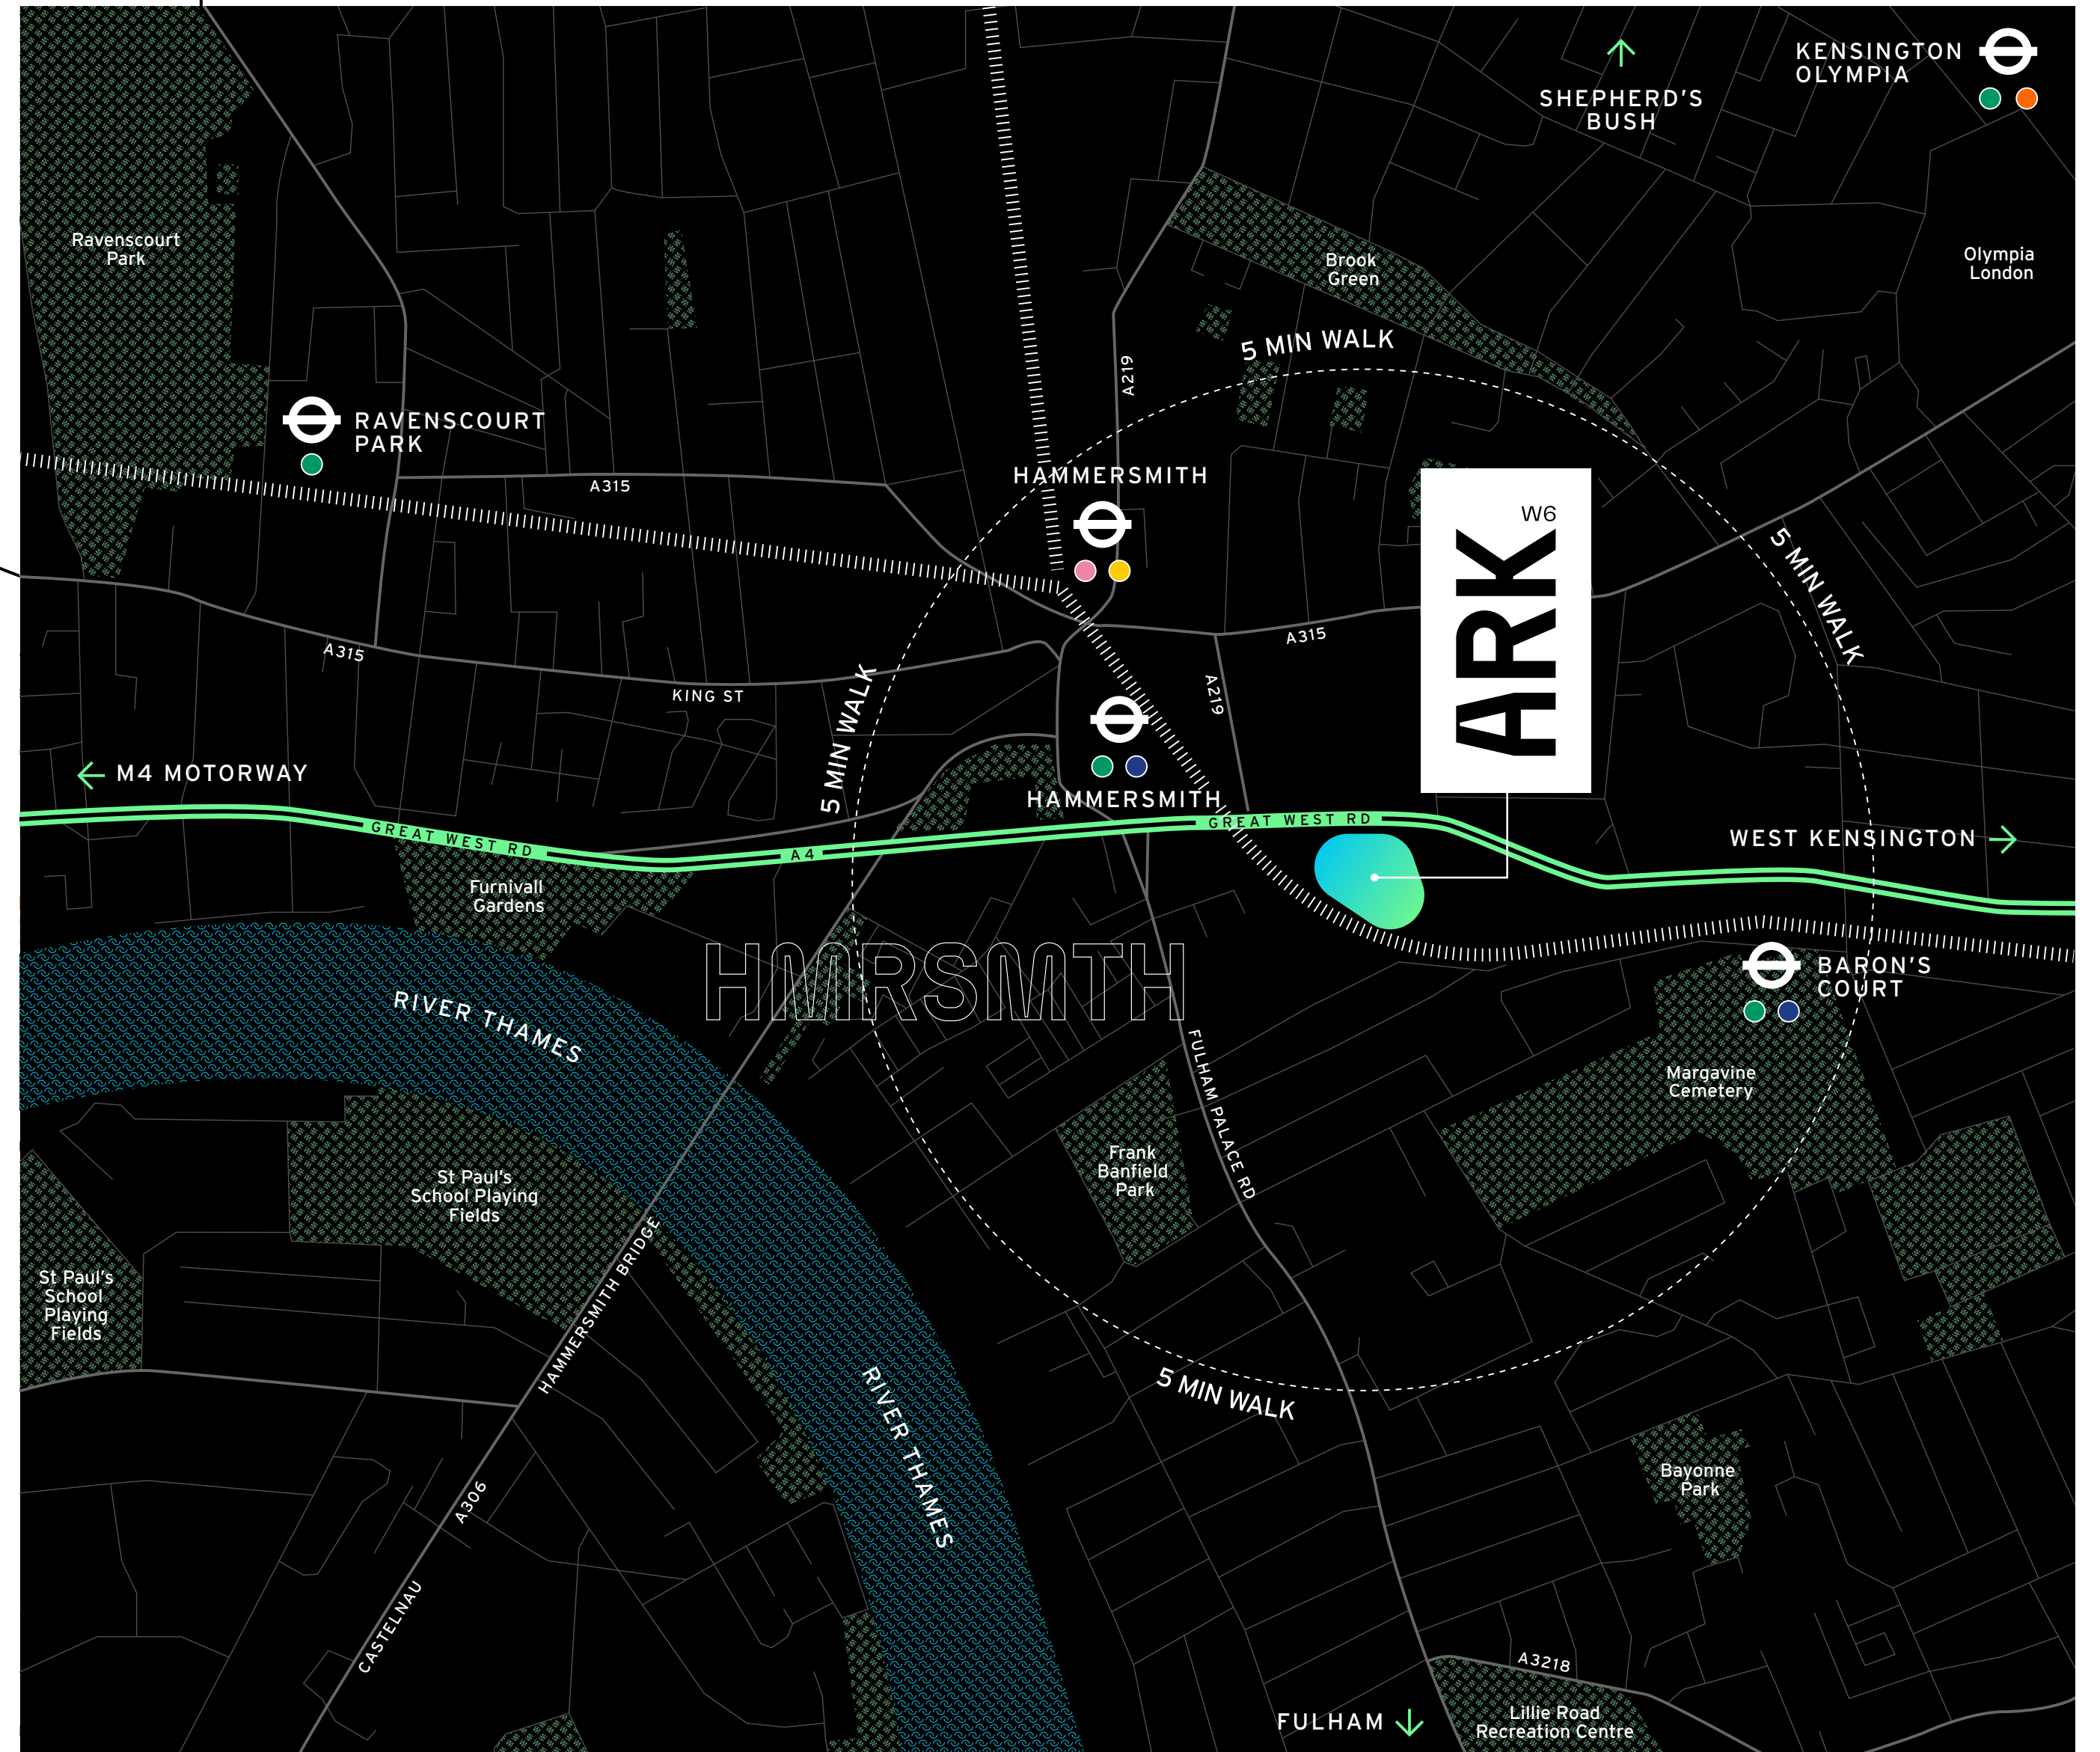 KENSINGTON
OLYMPIA
SHEPHERD'S
BUSH
Ravenscourt
Park
Brook
Green
Olympia
London
5 MIN WALK
A219
RAVENSCOURT
PARK
HAMMERSMITH
A315
W6
ARK
5 MIN WALK
A315
A315
KING ST
A219
5 MIN WALK
M4 MOTORWAY
HAMMERSMITH
GREAT WEST RD
GREAT WEST RD
A4
WEST KENSINGTON
Furnivall
Gardens
HMRSMTH
BARON'S
COURT
RIVER THAMES
Margavine
Cemetery
FULHAM PALACE RD
Frank
Banfield
Park
St Paul's
School Playing
Fields
HAMMERSMITH BRIDGE
St Paul's
School
Playing
Fields
5 MIN WALK
RIVER THAMES
Bayonne
Park
A306
CASTELNAU
A3218
FULHAM
Lillie Road
Recreation Centre